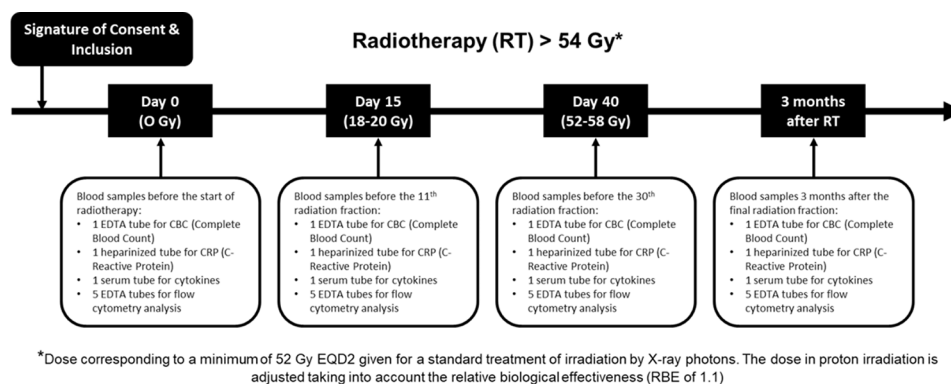 Signature of Consent &
Inclusion
Radiotherapy (RT) > 54 Gy*
Day 0
(O Gy)
Day 15
(18-20 Gy)
Day 40
(52-58 Gy)
3 months
after RT
Blood samples before the start of
radiotherapy:
• 1 EDTA tube for CBC (Complete
Blood Count)
• 1 heparinized tube for CRP (C-
Reactive Protein)
• 1 serum tube for cytokines
• 5 EDTA tubes for flow
cytometry analysis
Blood samples before the 11th
radiation fraction:
• 1 EDTA tube for CBC (Complete
Blood Count)
• 1 heparinized tube for CRP (C-
Reactive Protein)
• 1 serum tube for cytokines
• 5 EDTA tubes for flow
cytometry analysis
Blood samples before the 30th
radiation fraction:
• 1 EDTA tube for CBC (Complete
Blood Count)
• 1 heparinized tube for CRP (C-
Reactive Protein)
• 1 serum tube for cytokines
• 5 EDTA tubes for flow
cytometry analysis
Blood samples 3 months after the
final radiation fraction:
• 1 EDTA tube for CBC (Complete
Blood Count)
• 1 heparinized tube for CRP (C-
Reactive Protein)
• 1 serum tube for cytokines
• 5 EDTA tubes for flow
cytometry analysis
*Dose corresponding to a minimum of 52 Gy EQD2 given for a standard treatment of irradiation by X-ray photons. The dose in proton irradiation is
adjusted taking into account the relative biological effectiveness (RBE of 1.1)